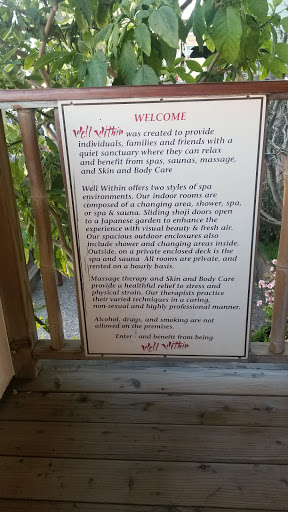 WELCOME
Well Within was created to provide
individuals, families and friends with a
quiet sanctuary where they can relax
and benefit from spas, saunas, massage,
and Skin and Body Care
Well Within offers two styles of spa
environments. Our indoor rooms are
composed of a changing area, shower, spa,
or spa & sauna. Sliding shoji doors open
to a Japanese garden to enhance the
experience with visual beauty & fresh air.
Our spacious outdoor enclosures also
include shower and changing areas inside.
Outside, on a private enclosed deck is the
spa and sauna. All rooms are private, and
rented on a hourly basis.
Massage therapy and Skin and Body Care
provide a healthful relief to stress and
physical strain. Our therapists practice
their varied techniques in a caring,
non-sexual and highly professional manner.
Alcohol, drugs, and smoking are not
allowed on the premises.
Enter - and benefit from being
Well Within